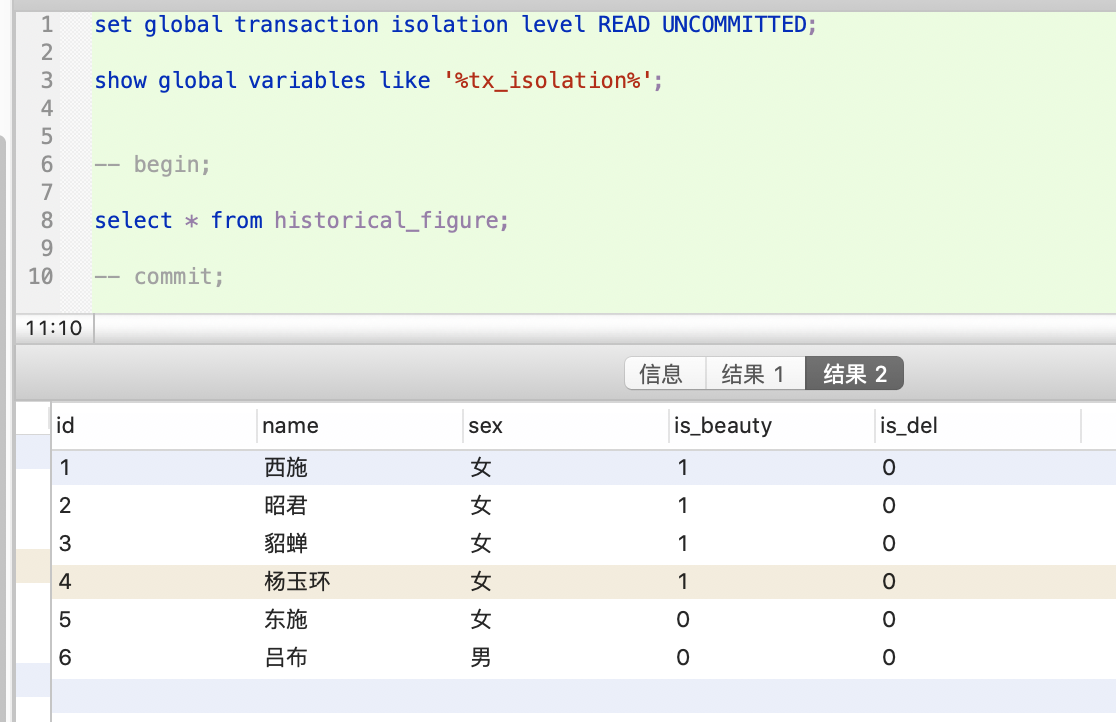 1 set global transaction isolation level READ UNCOMMITTED;
2
3 show global variables like '%tx_isolation%';
4
5
6 -- begin;
7
8 select * from historical_figure;
9
10 -- commit;
11:10
信息 结果 1 结果 2
id name sex is_beauty is_del
1 西施 女 1 0
2 昭君 女 1 0
3 貂蝉 女 1 0
4 杨玉环 女 1 0
5 东施 女 0 0
6 吕布 男 0 0